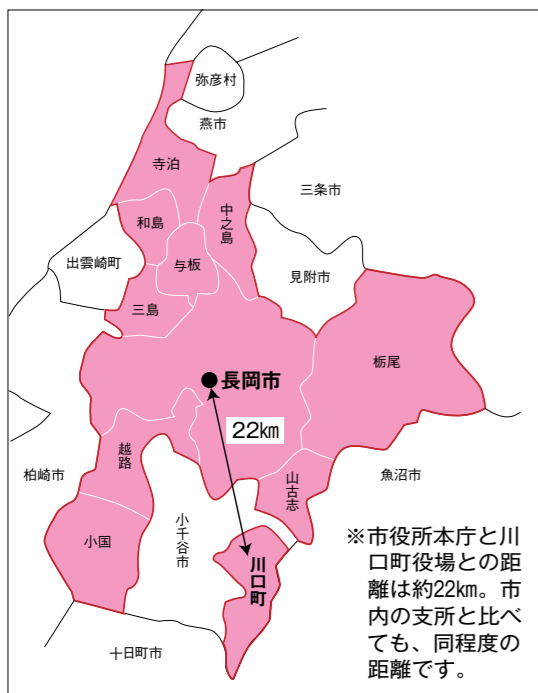 弥彦村
燕市
寺泊
三条市
中之島
和島
与板
出雲崎町
見附市
三島
栃尾
長岡市
22㎞
越路
柏崎市
山古志
魚沼市
小千谷市
小国
川口町
十日町市
※市役所本庁と川
口町役場との距
離は約22㎞。市
内の支所と比べ
ても、同程度の
距離です。